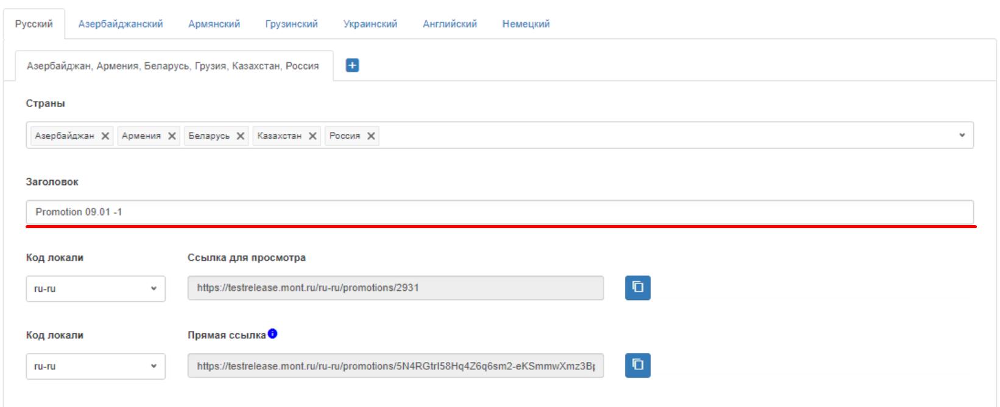 Русский Азербайджанский Армянский Грузинский Украинский Английский Немецкий
Азербайджан, Армения, Беларусь, Грузия, Казахстан, Россия
Страны
Азербайджан Армения Беларусь Казахстан Россия
Заголовок
Promotion 09.01 -1
Код локали Ссылка для просмотра
ru-ru https://testrelease.mont.ru/ru-ru/promotions/2931
Код локали Прямая ссылка
ru-ru https://testrelease.mont.ru/ru-ru/promotions/5N4RGtrI58Hq4Z6q6sm2-eKSmmwXmz3B